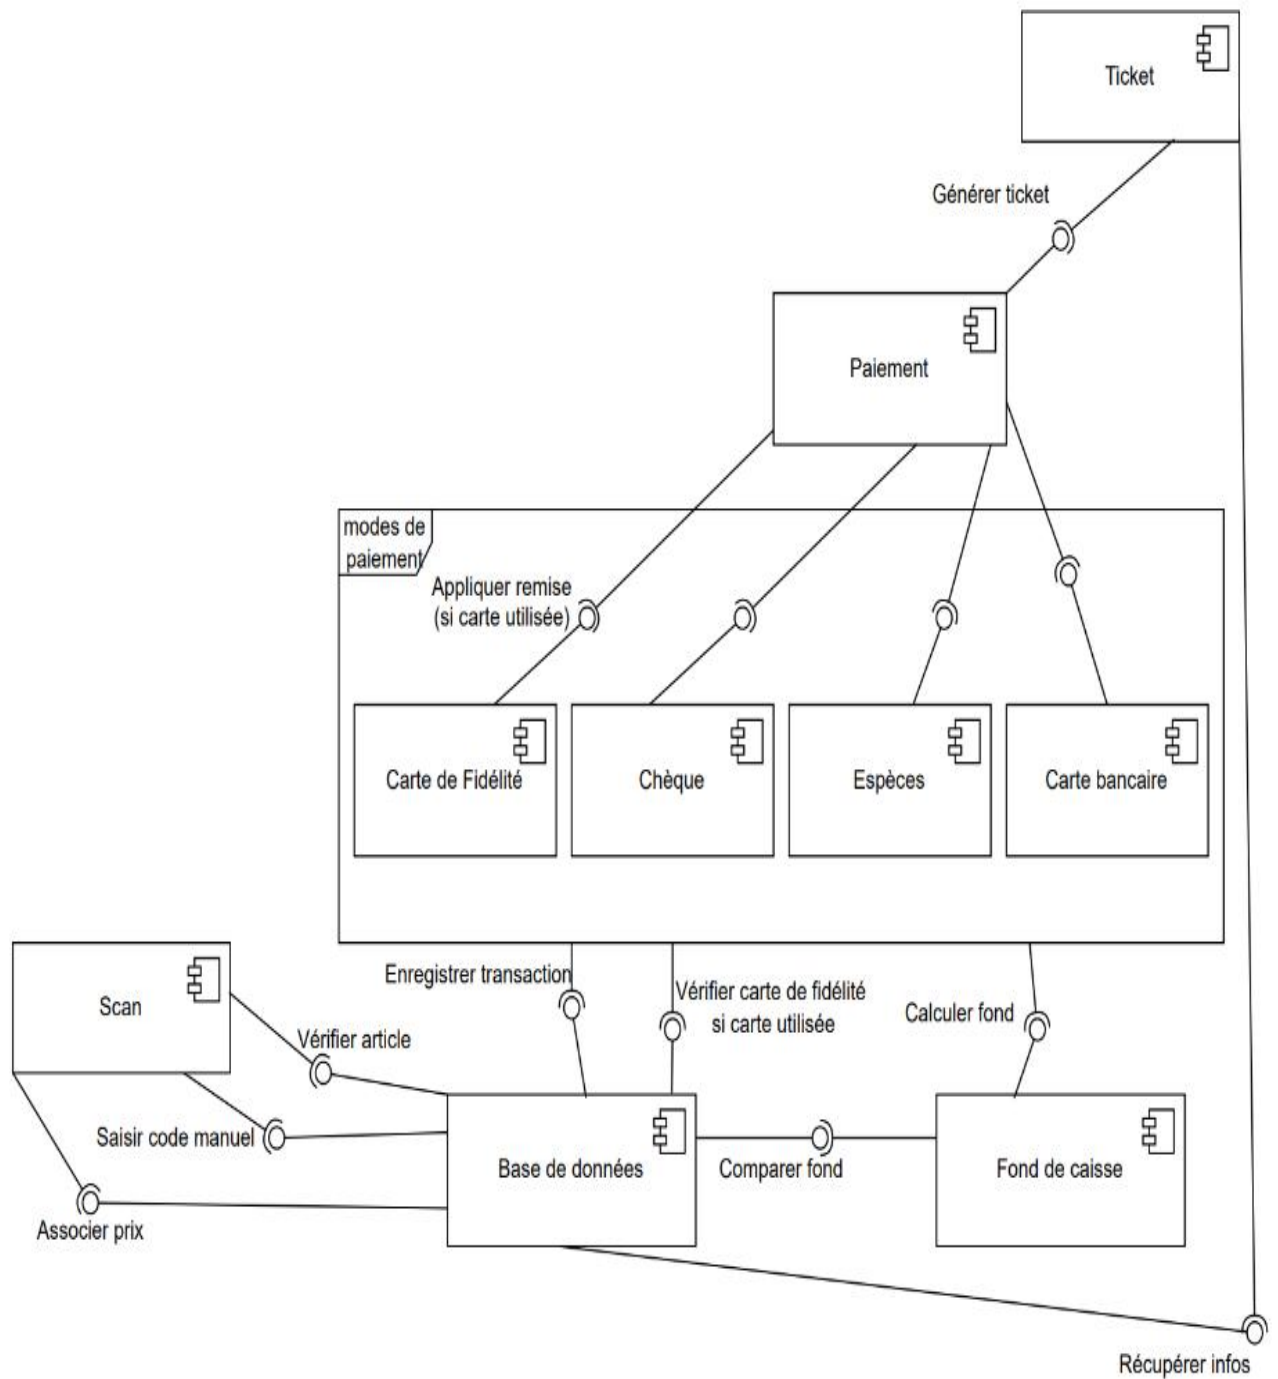 Ticket
Générer ticket
Paiement
modes de
paiement
Appliquer remise
(si carte utilisée)
Carte de Fidélité
Chèque
Espèces
Carte bancaire
Enregistrer transaction
Vérifier carte de fidélité
si carte utilisée
Calculer fond
Scan
Vérifier article
Saisir code manuel
Associer prix
Base de données
Comparer fond
Fond de caisse
Récupérer infos